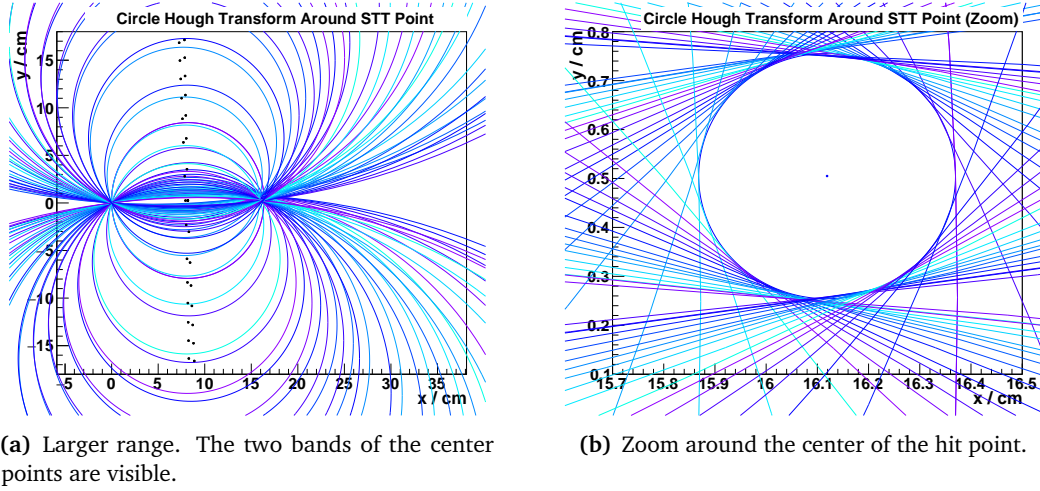 Circle Hough Transform Around STT Point
y / cm
15
10
5
0
−5
−10
−15
−5 0 5 10 15 20 25 30 35
x / cm
Circle Hough Transform Around STT Point (Zoom)
y / cm
0.8
0.7
0.6
0.5
0.4
0.3
0.2
0.1
15.7 15.8 15.9 16 16.1 16.2 16.3 16.4 16.5
x / cm
(a) Larger range. The two bands of the center
points are visible.
(b) Zoom around the center of the hit point.